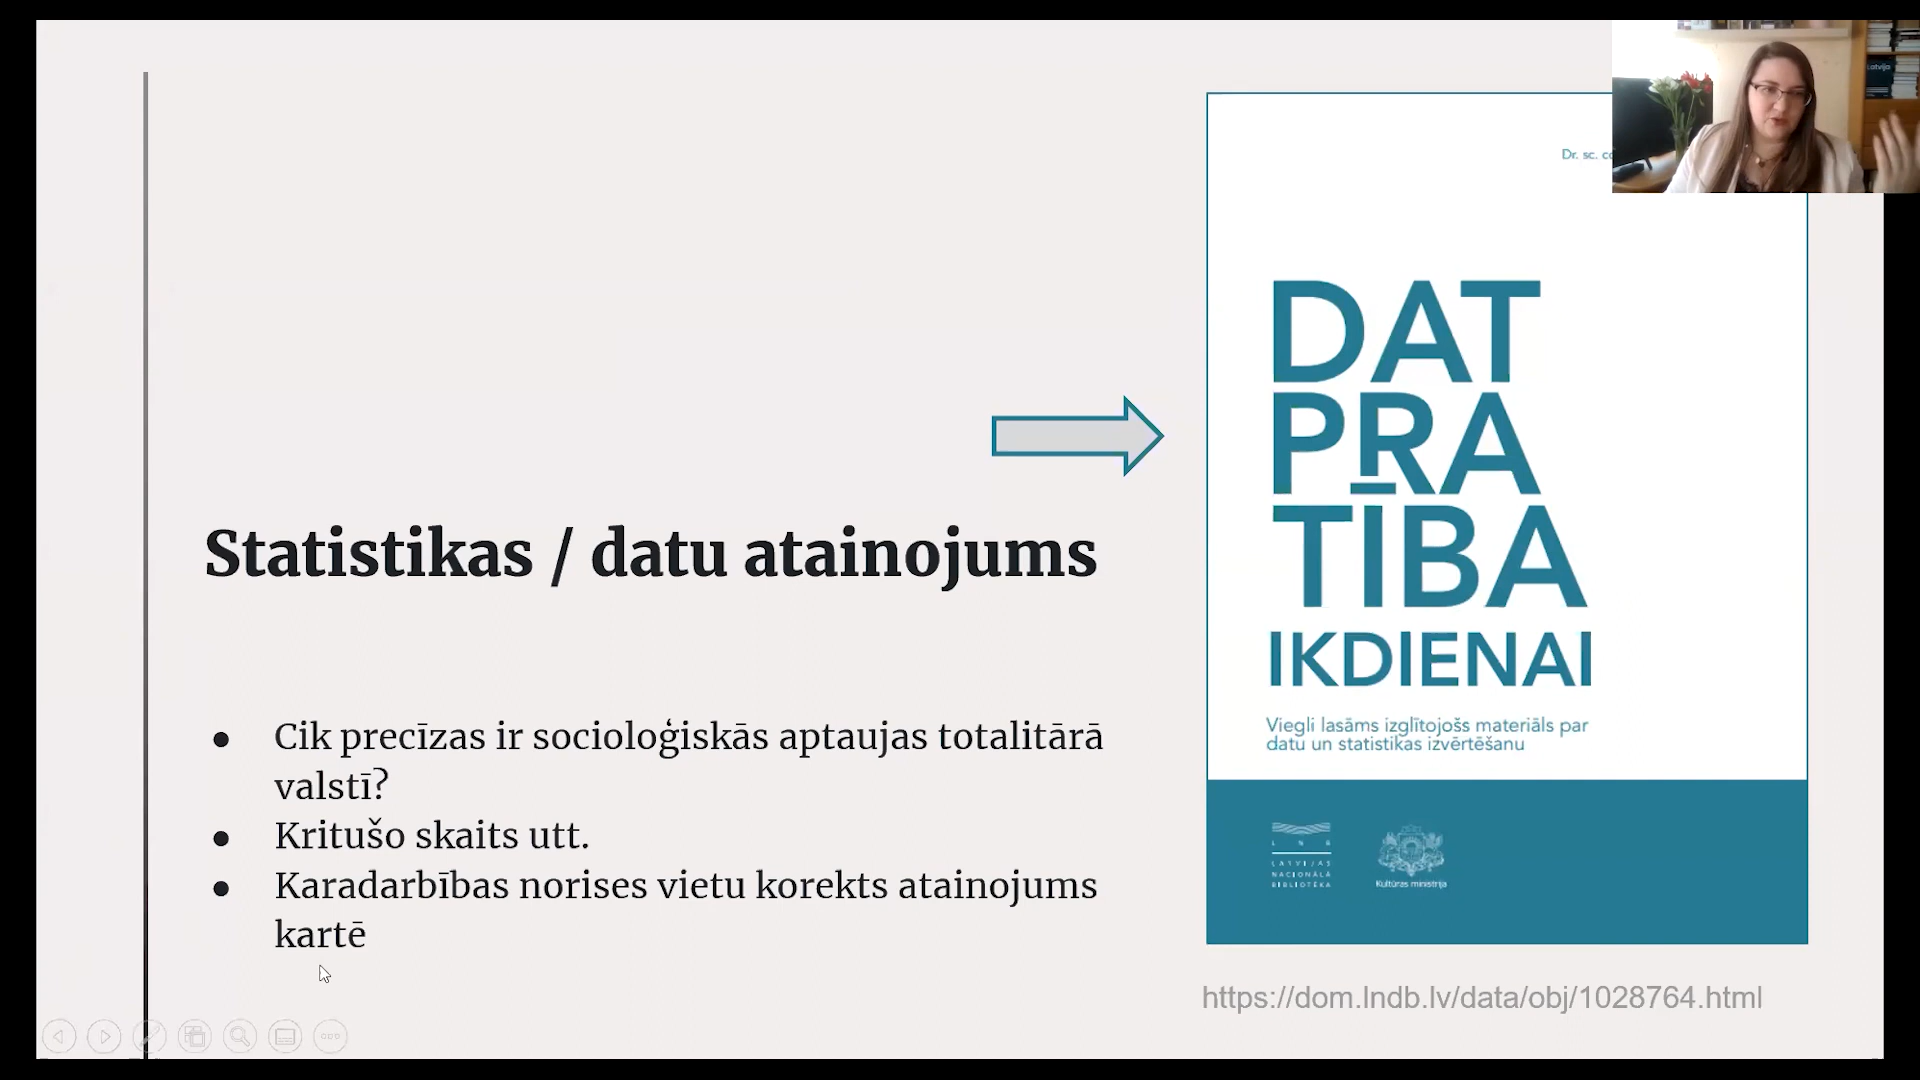 Statistikas / datu atainojums
● Cik precīzas ir socioloģiskās aptaujas totalitārā
valstī?
● Kritušo skaits utt.
● Karadarbības norises vietu korekts atainojums
kartē
Dr. sc.
DAT
PRA
TĪBA
IKDIENAI
Viegli lasāms izglītojošs materiāls par
datu un statistikas izvērtēšanu
L N B
LATVIJAS
NACIONĀLĀ
BIBLIOTĒKA
Kultūras ministrija
https://dom.lndb.lv/data/obj/1028764.html
Latvija